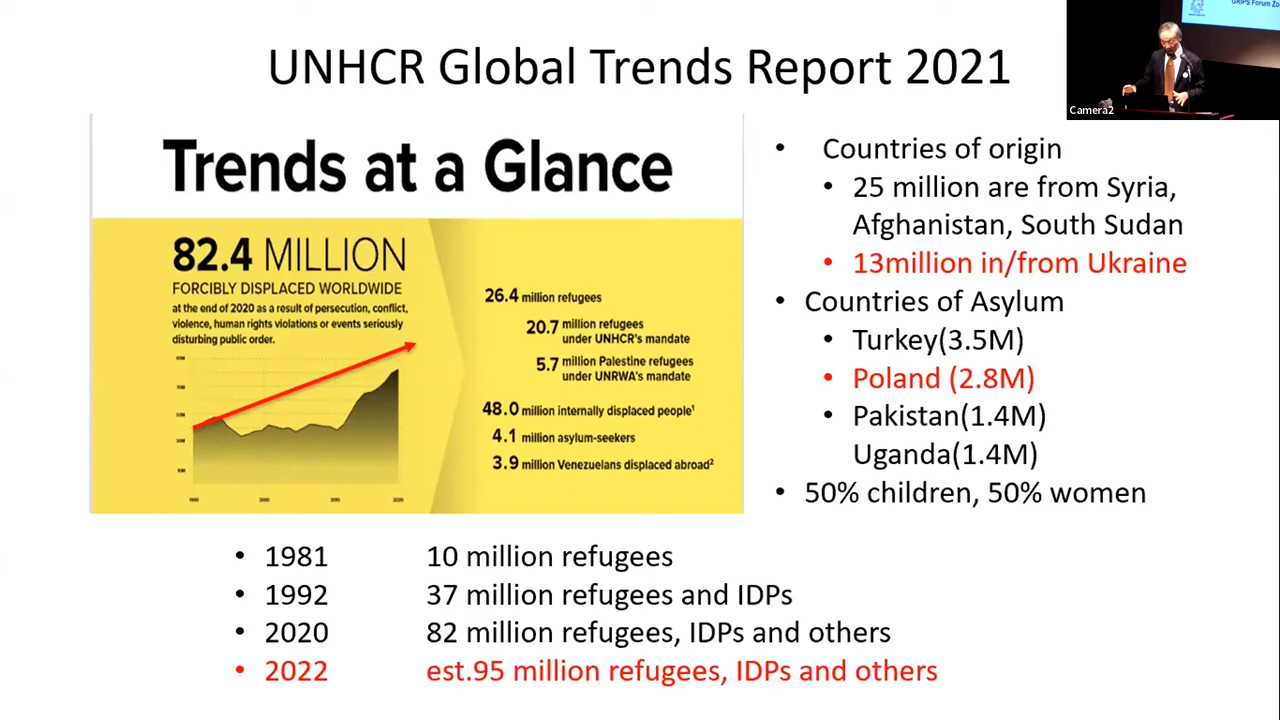 GRIPS Forum
Camera2
UNHCR Global Trends Report 2021
Trends at a Glance
82.4 MILLION
FORCIBLY DISPLACED WORLDWIDE
at the end of 2020 as a result of persecution, conflict,
violence, human rights violations or events seriously
disturbing public order.
26.4 million refugees
20.7 million refugees
under UNHCR's mandate
5.7 million Palestine refugees
under UNRWA's mandate
48.0 million internally displaced people¹
4.1 million asylum-seekers
3.9 million Venezuelans displaced abroad²
• Countries of origin
• 25 million are from Syria,
Afghanistan, South Sudan
• 13million in/from Ukraine
• Countries of Asylum
• Turkey(3.5M)
• Poland (2.8M)
• Pakistan(1.4M)
Uganda(1.4M)
• 50% children, 50% women
• 1981 10 million refugees
• 1992 37 million refugees and IDPs
• 2020 82 million refugees, IDPs and others
• 2022 est.95 million refugees, IDPs and others